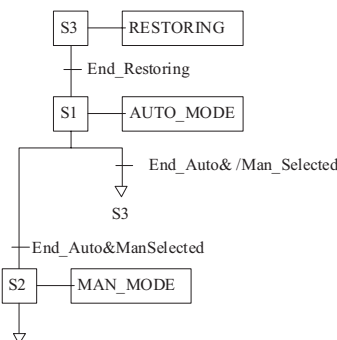 S3 RESTORING
End_Restoring
S1 AUTO_MODE
End_Auto& /Man_Selected
S3
End_Auto&ManSelected
S2 MAN_MODE